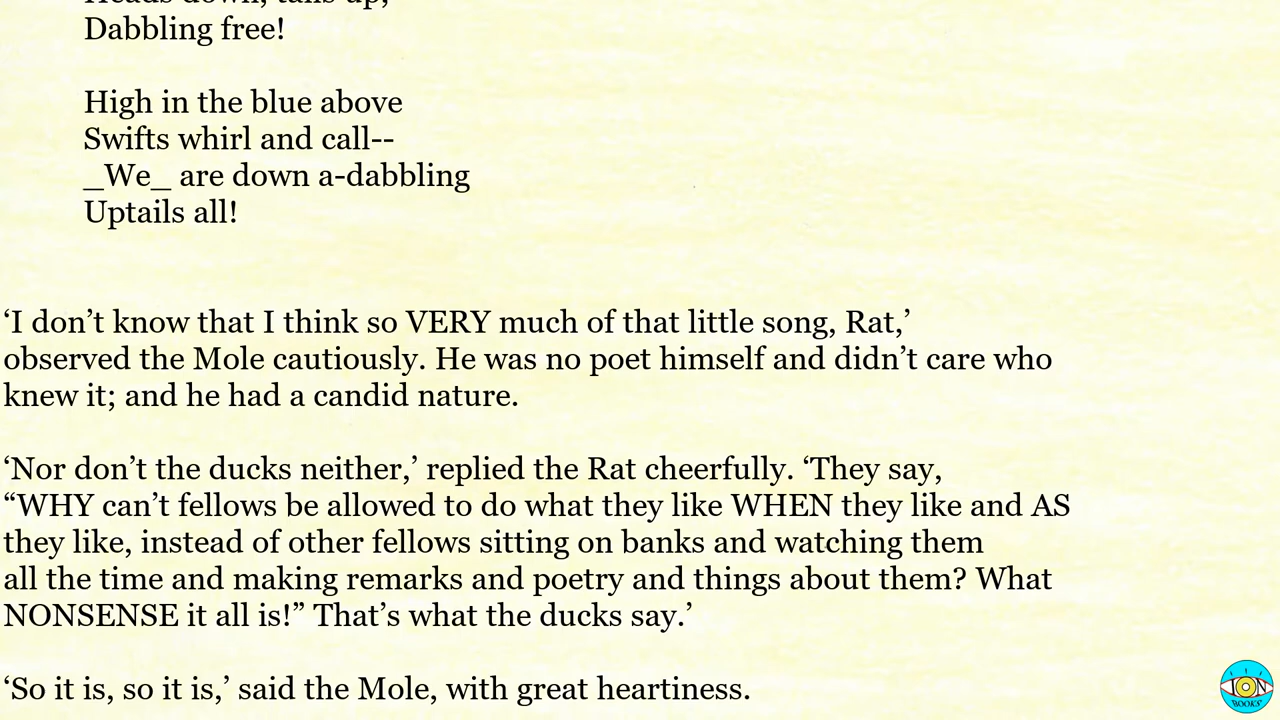 Heads down, tails up,
Dabbling free!
High in the blue above
Swifts whirl and call--
_We_ are down a-dabbling
Uptails all!
‘I don’t know that I think so VERY much of that little song, Rat,’
observed the Mole cautiously. He was no poet himself and didn’t care who
knew it; and he had a candid nature.
‘Nor don’t the ducks neither,’ replied the Rat cheerfully. ‘They say,
“WHY can’t fellows be allowed to do what they like WHEN they like and AS
they like, instead of other fellows sitting on banks and watching them
all the time and making remarks and poetry and things about them? What
NONSENSE it all is!” That’s what the ducks say.’
‘So it is, so it is,’ said the Mole, with great heartiness.
ION
BOOKS